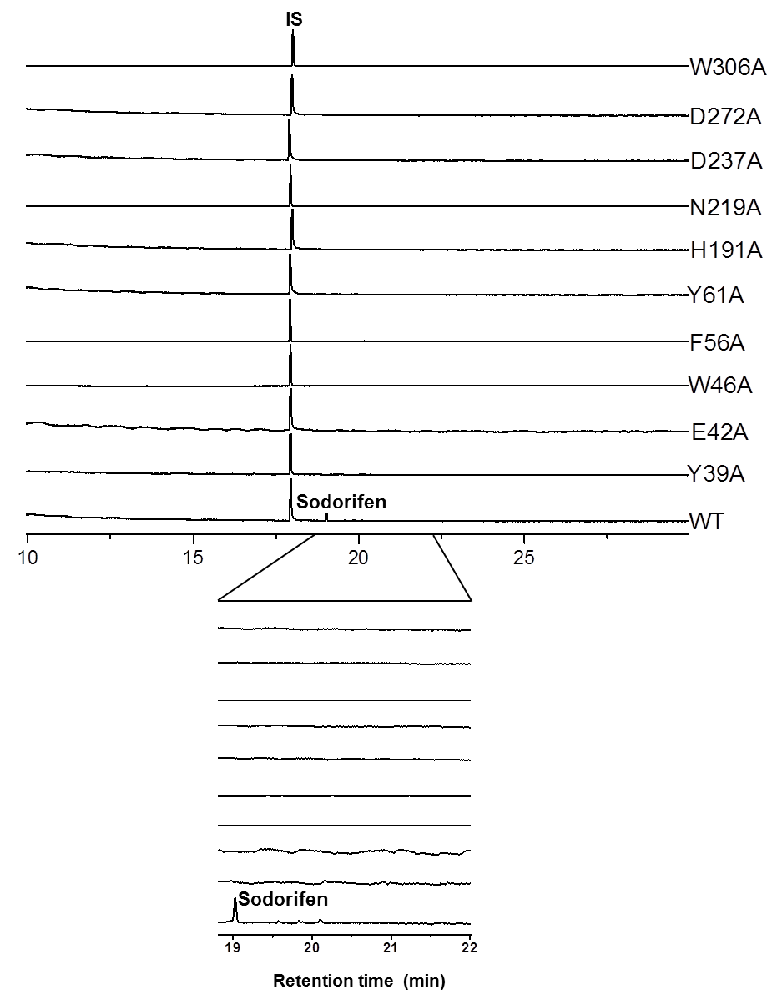 IS
W306A
D272A
D237A
N219A
H191A
Y61A
F56A
W46A
E42A
Y39A
Sodorifen
WT
10 15 20 25
Sodorifen
19 20 21 22
Retention time (min)